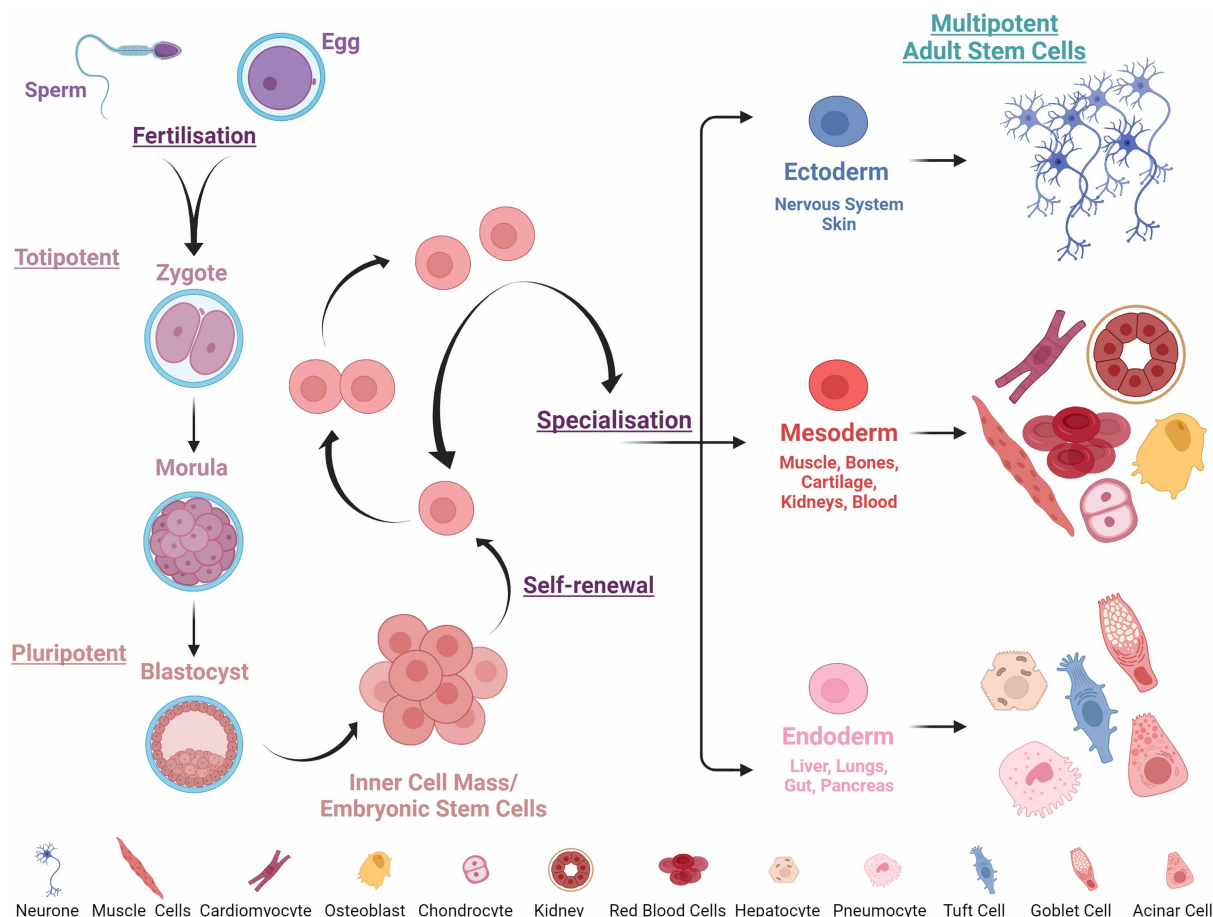 Sperm
Egg
Fertilisation
Totipotent
Zygote
Morula
Pluripotent
Blastocyst
Inner Cell Mass/
Embryonic Stem Cells
Self-renewal
Specialisation
Multipotent
Adult Stem Cells
Ectoderm
Nervous System
Skin
Mesoderm
Muscle, Bones,
Cartilage,
Kidneys, Blood
Endoderm
Liver, Lungs,
Gut, Pancreas
Neurone
Muscle Cells
Cardiomyocyte
Osteoblast
Chondrocyte
Kidney
Red Blood Cells
Hepatocyte
Pneumocyte
Tuft Cell
Goblet Cell
Acinar Cell